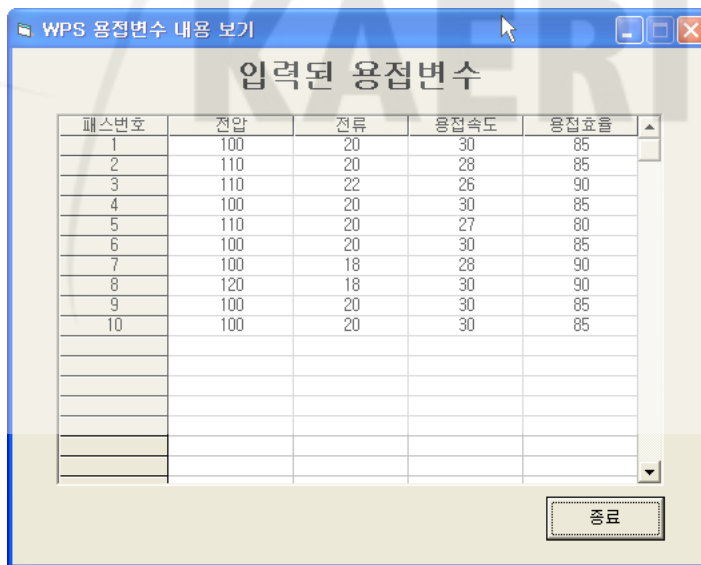 WPS 용접변수 내용 보기
KAERI
입력된 용접변수
패스번호 전압 전류 용접속도 용접효율
1 100 20 30 85
2 110 20 28 85
3 110 22 26 90
4 100 20 30 85
5 110 20 27 80
6 100 20 30 85
7 100 18 28 90
8 120 18 30 90
9 100 20 30 85
10 100 20 30 85
종료